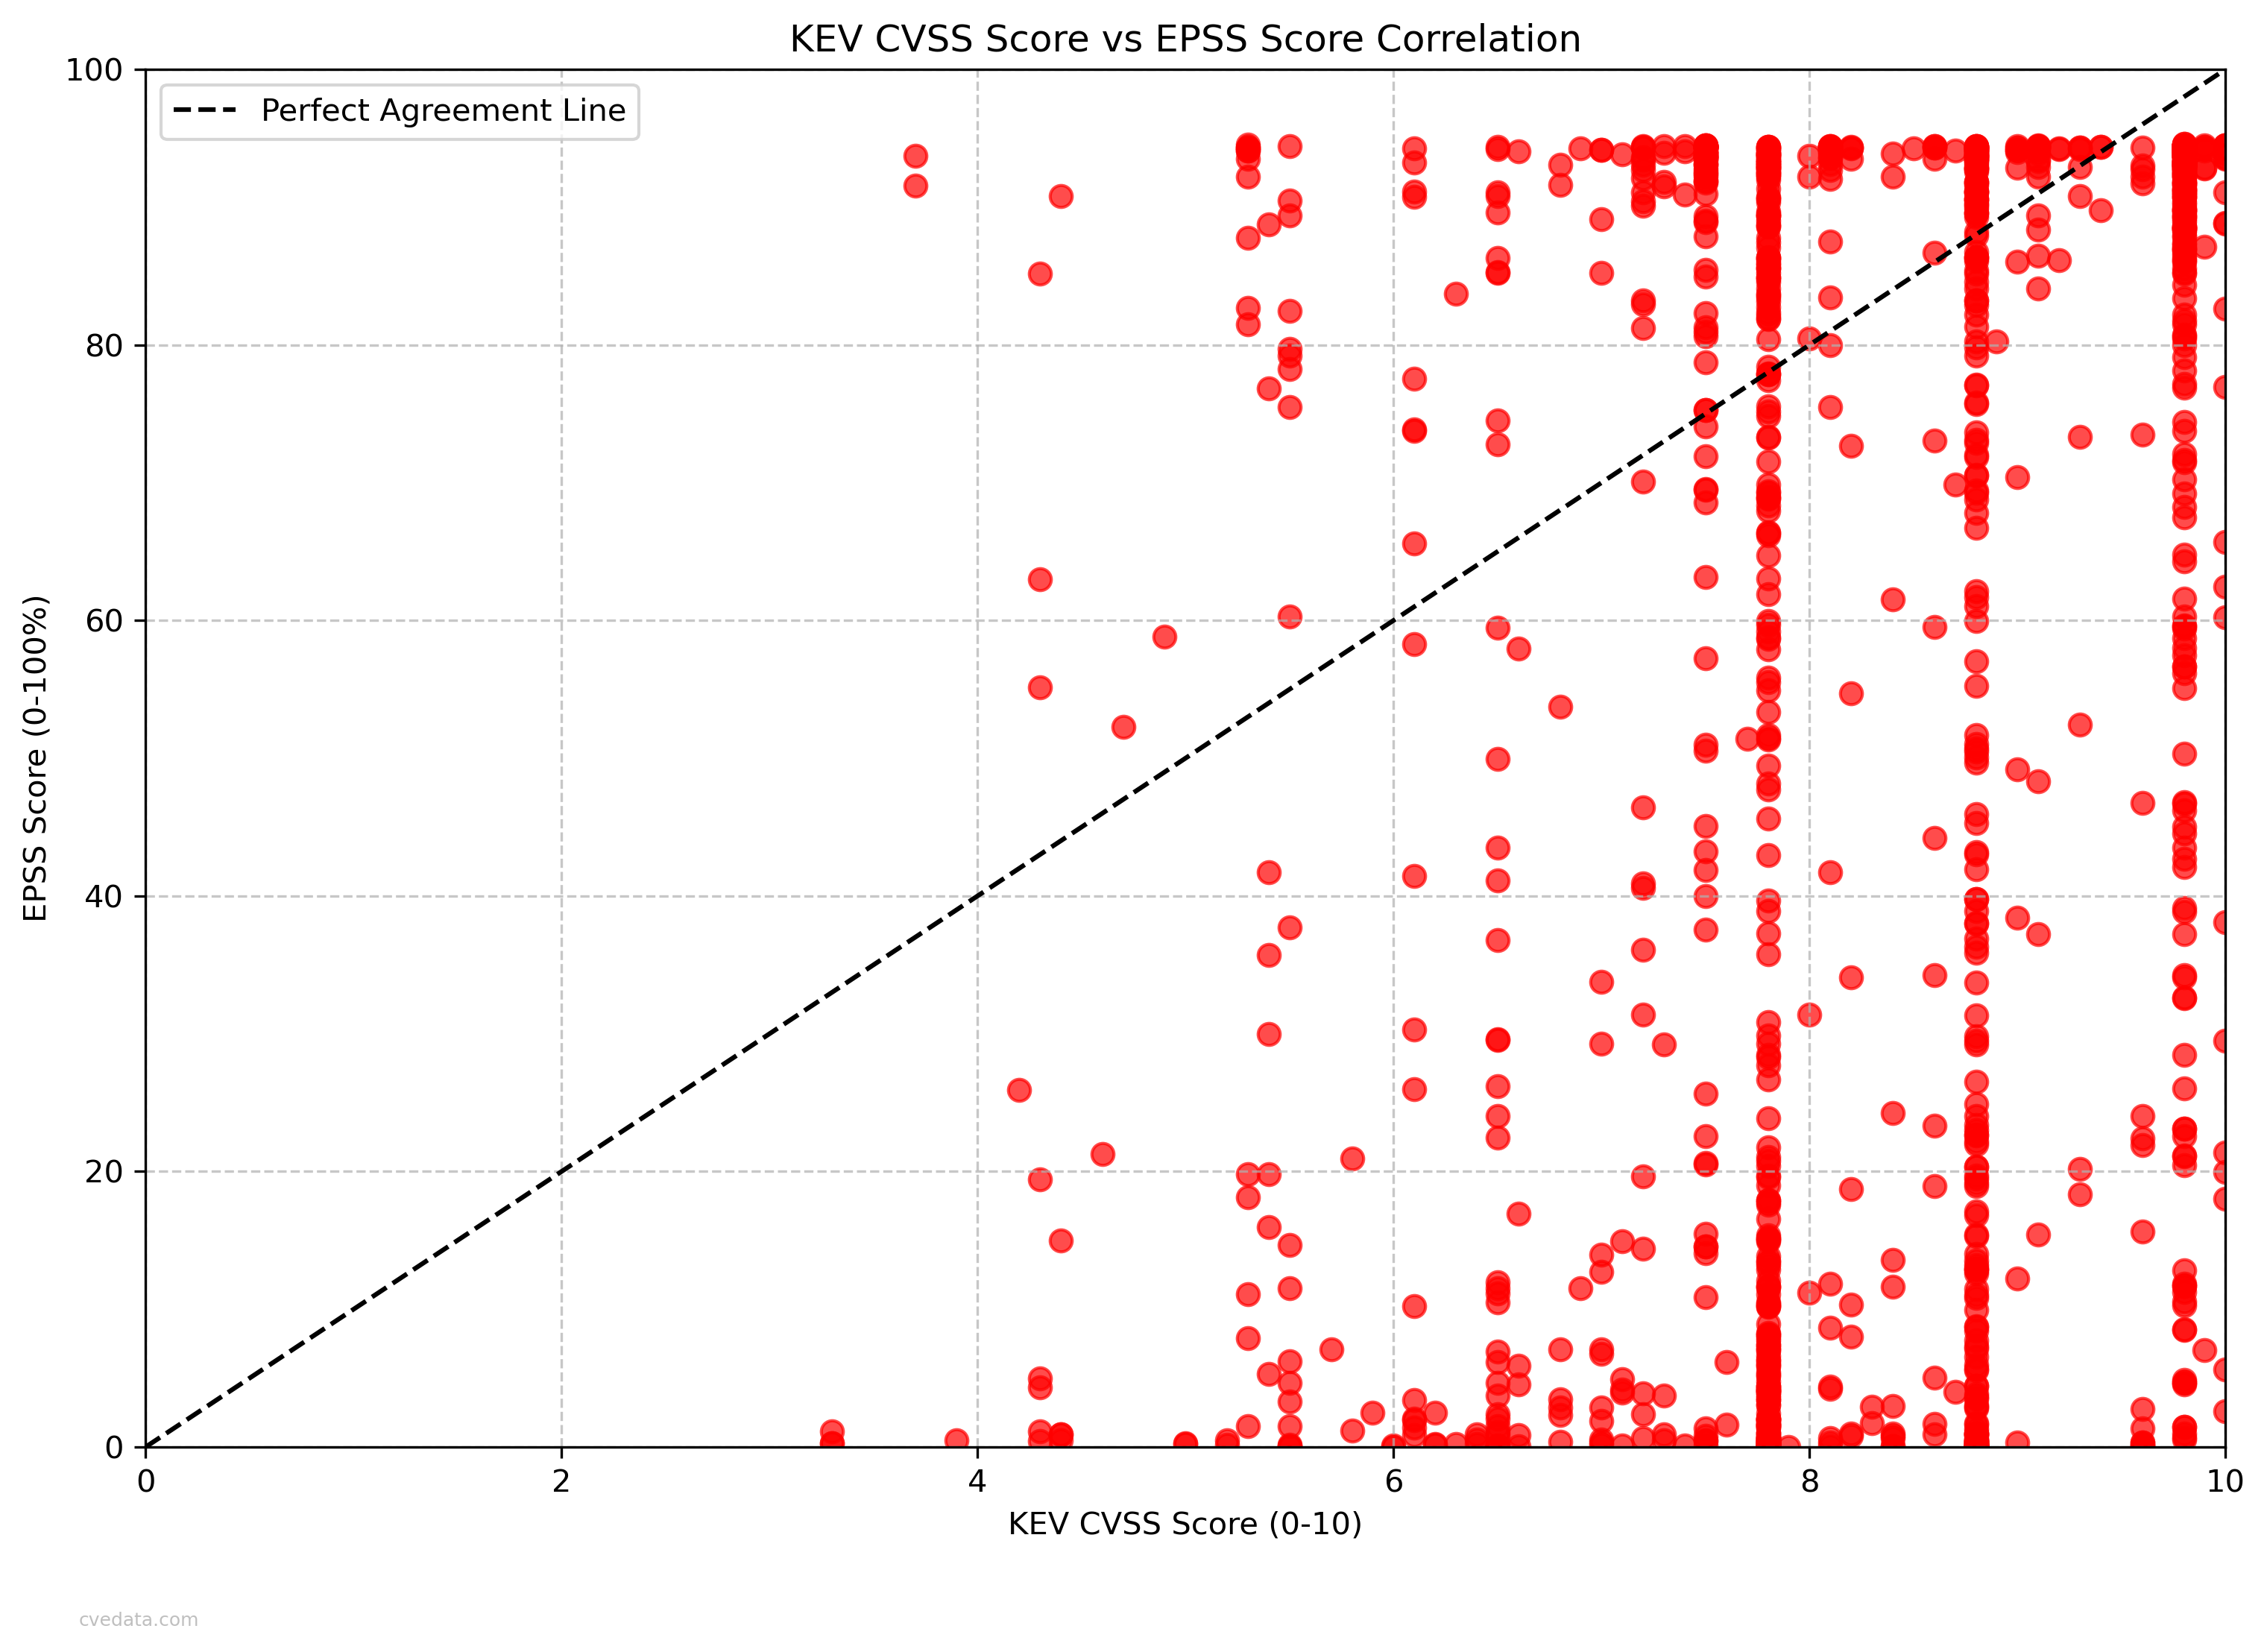 KEV CVSS Score vs EPSS Score Correlation
Perfect Agreement Line
EPSS Score (0-100%)
100
80
60
40
20
0
0 2 4 6 8 10
KEV CVSS Score (0-10)
cvedata.com